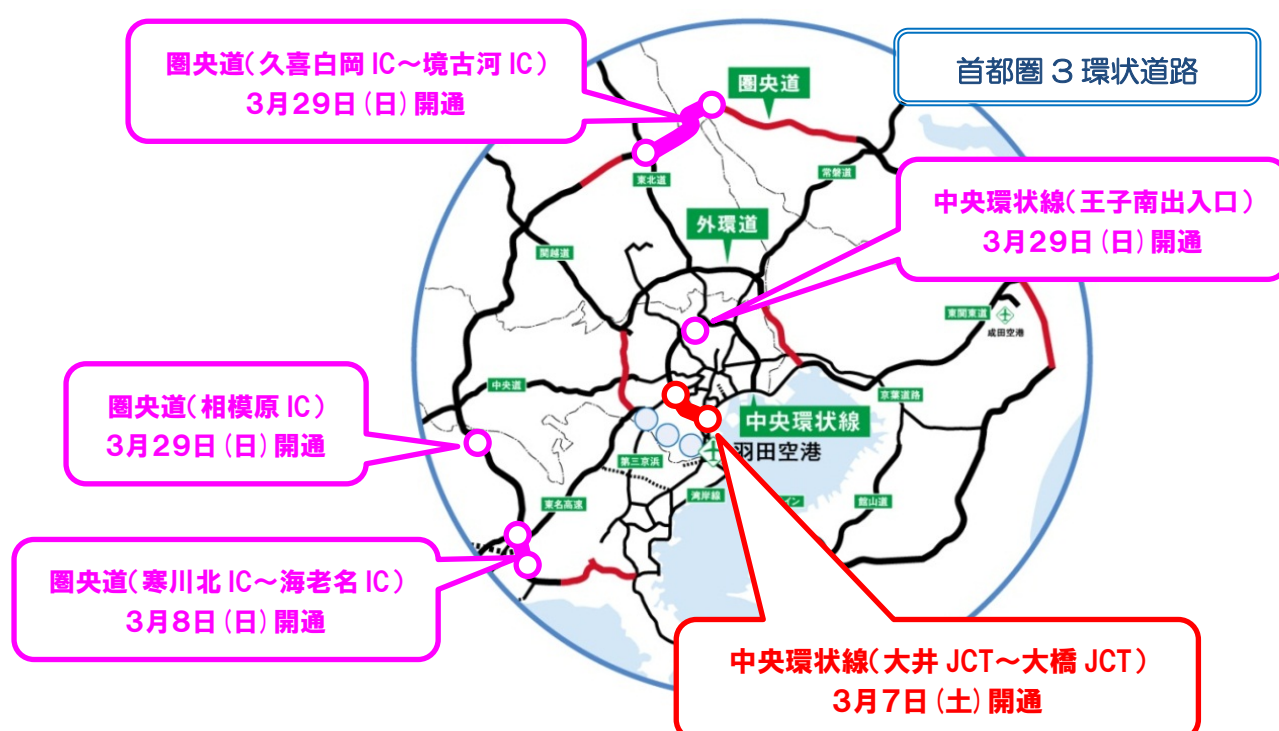 圏央道(久喜白岡 IC～境古河 IC)
3月29日(日)開通
首都圏3環状道路
圏央道
東北道
常磐道
中央環状線(王子南出入口)
3月29日(日)開通
外環道
関越道
東関東道
成田空港
圏央道(相模原 IC)
3月29日(日)開通
中央道
京葉道路
中央環状線
羽田空港
第三京浜
湾岸線
イン
館山道
東名高速
圏央道(寒川北 IC～海老名 IC)
3月8日(日)開通
中央環状線(大井 JCT～大橋 JCT)
3月7日(土)開通